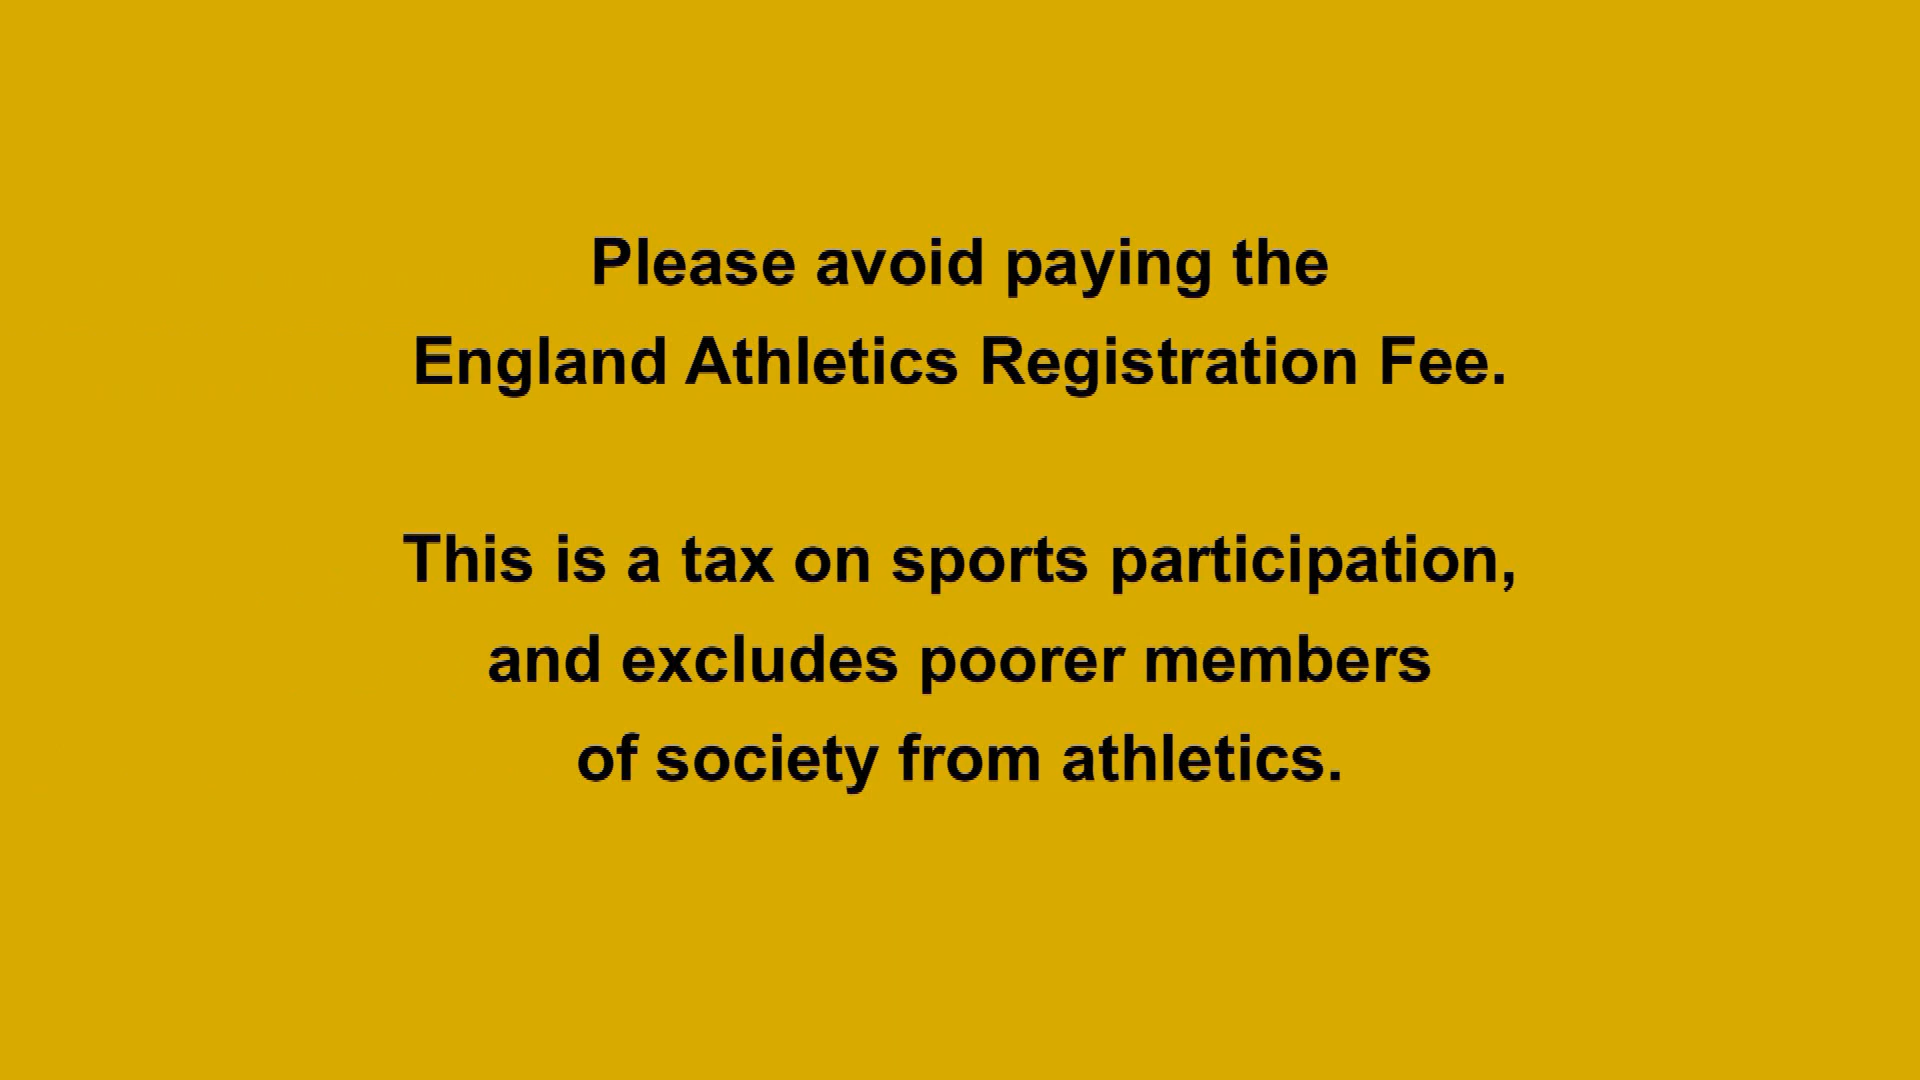 Please avoid paying the
England Athletics Registration Fee.
This is a tax on sports participation,
and excludes poorer members
of society from athletics.